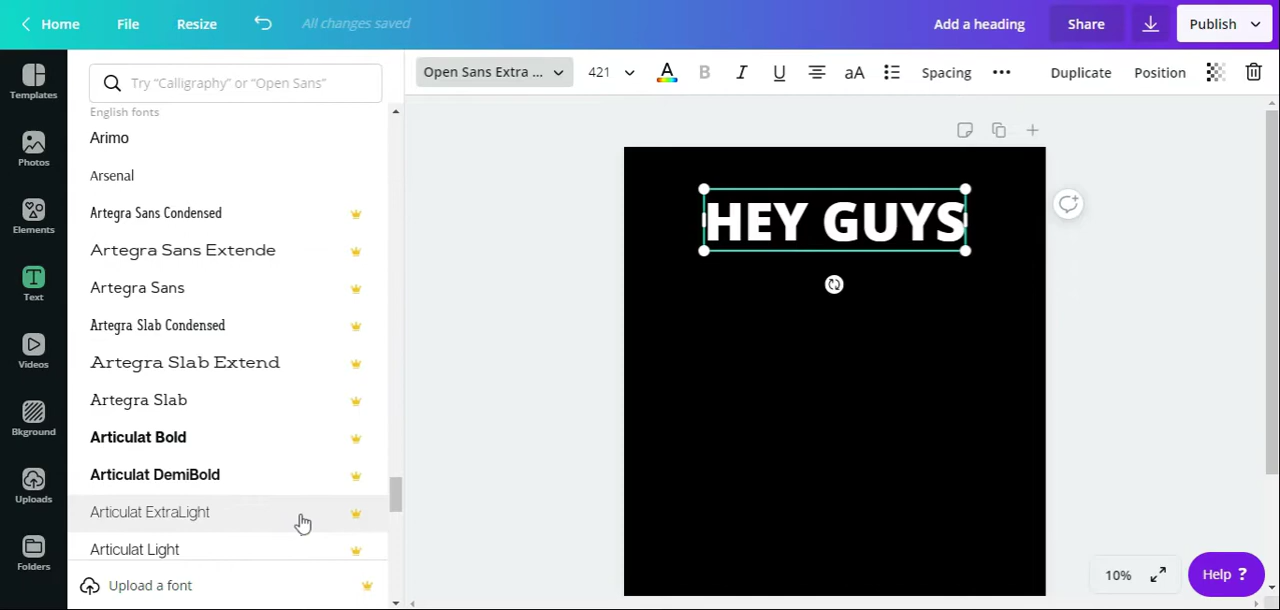 Home File Resize All changes saved Add a heading Share Publish
Try “Calligraphy” or “Open Sans”
Open Sans Extra ... 421 A B I U aA Spacing ••• Duplicate Position
Templates
Photos
Elements
T
Text
Videos
Bkground
Uploads
Folders
English fonts
Arimo
Arsenal
Artegra Sans Condensed
Artegra Sans Extende
Artegra Sans
Artegra Slab Condensed
Artegra Slab Extend
Artegra Slab
Articulat Bold
Articulat DemiBold
Articulat ExtraLight
Articulat Light
Upload a font
HEY GUYS
10%
Help ?